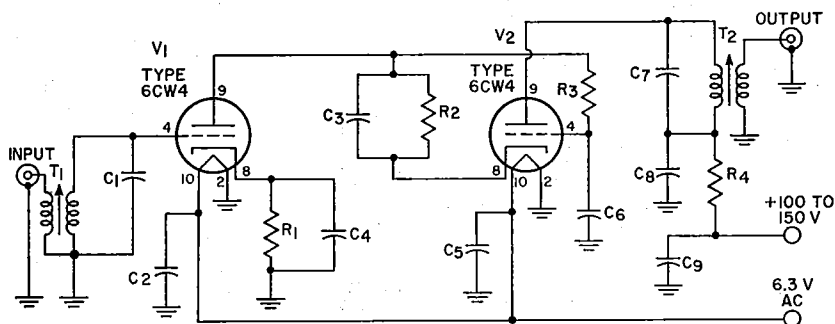 V1
TYPE
6CW4
9
4
10
2
8
INPUT
T1
C1
C2
R1
C4
C3
R2
V2
TYPE
6CW4
9
4
8
10
2
R3
C5
C6
C7
C8
T2
OUTPUT
R4
C9
+100 TO
150 V
6.3 V
AC